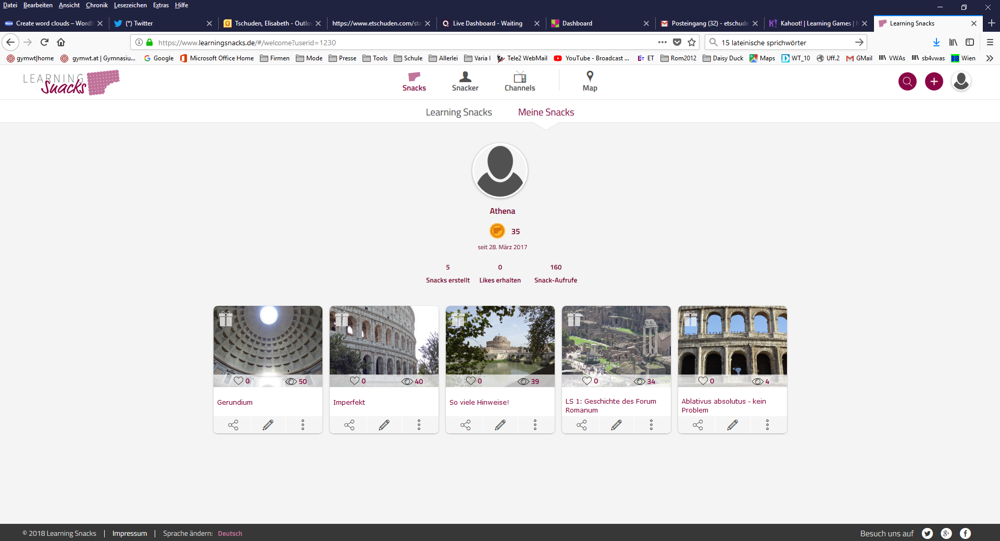 Datei Bearbeiten Ansicht Chronik Lesezeichen Extras Hilfe
Create word clouds – WordI (*) Twitter Tschuden, Elisabeth - Outlo https://www.etschuden.com/sta Live Dashboard - Waiting Dashboard Posteingang (32) - etschude Kahoot! | Learning Games | Learning Snacks
https://www.learningsnacks.de/#/welcome?userid=1230 15 lateinische sprichwörter
gymwt|home gymwt.at | Gymnasiu... Google Microsoft Office Home Firmen Mode Presse Tools Schule Allerlei Varia I Tele2 WebMail YouTube - Broadcast ... ET Rom2012 Daisy Duck Maps WT_10 Uff.2 GMail VWAs sb4vwas BIB Wien
LEARNING
Snacks
Snacks Snacker Channels Map
Learning Snacks Meine Snacks
Athena
35
seit 28. März 2017
5 0 160
Snacks erstellt Likes erhalten Snack-Aufrufe
0 50 0 40 0 39 0 34 0 4
Gerundium
Imperfekt
So viele Hinweise!
LS 1: Geschichte des Forum
Romanum
Ablativus absolutus - kein
Problem
© 2018 Learning Snacks | Impressum | Sprache ändern: Deutsch Besuch uns auf